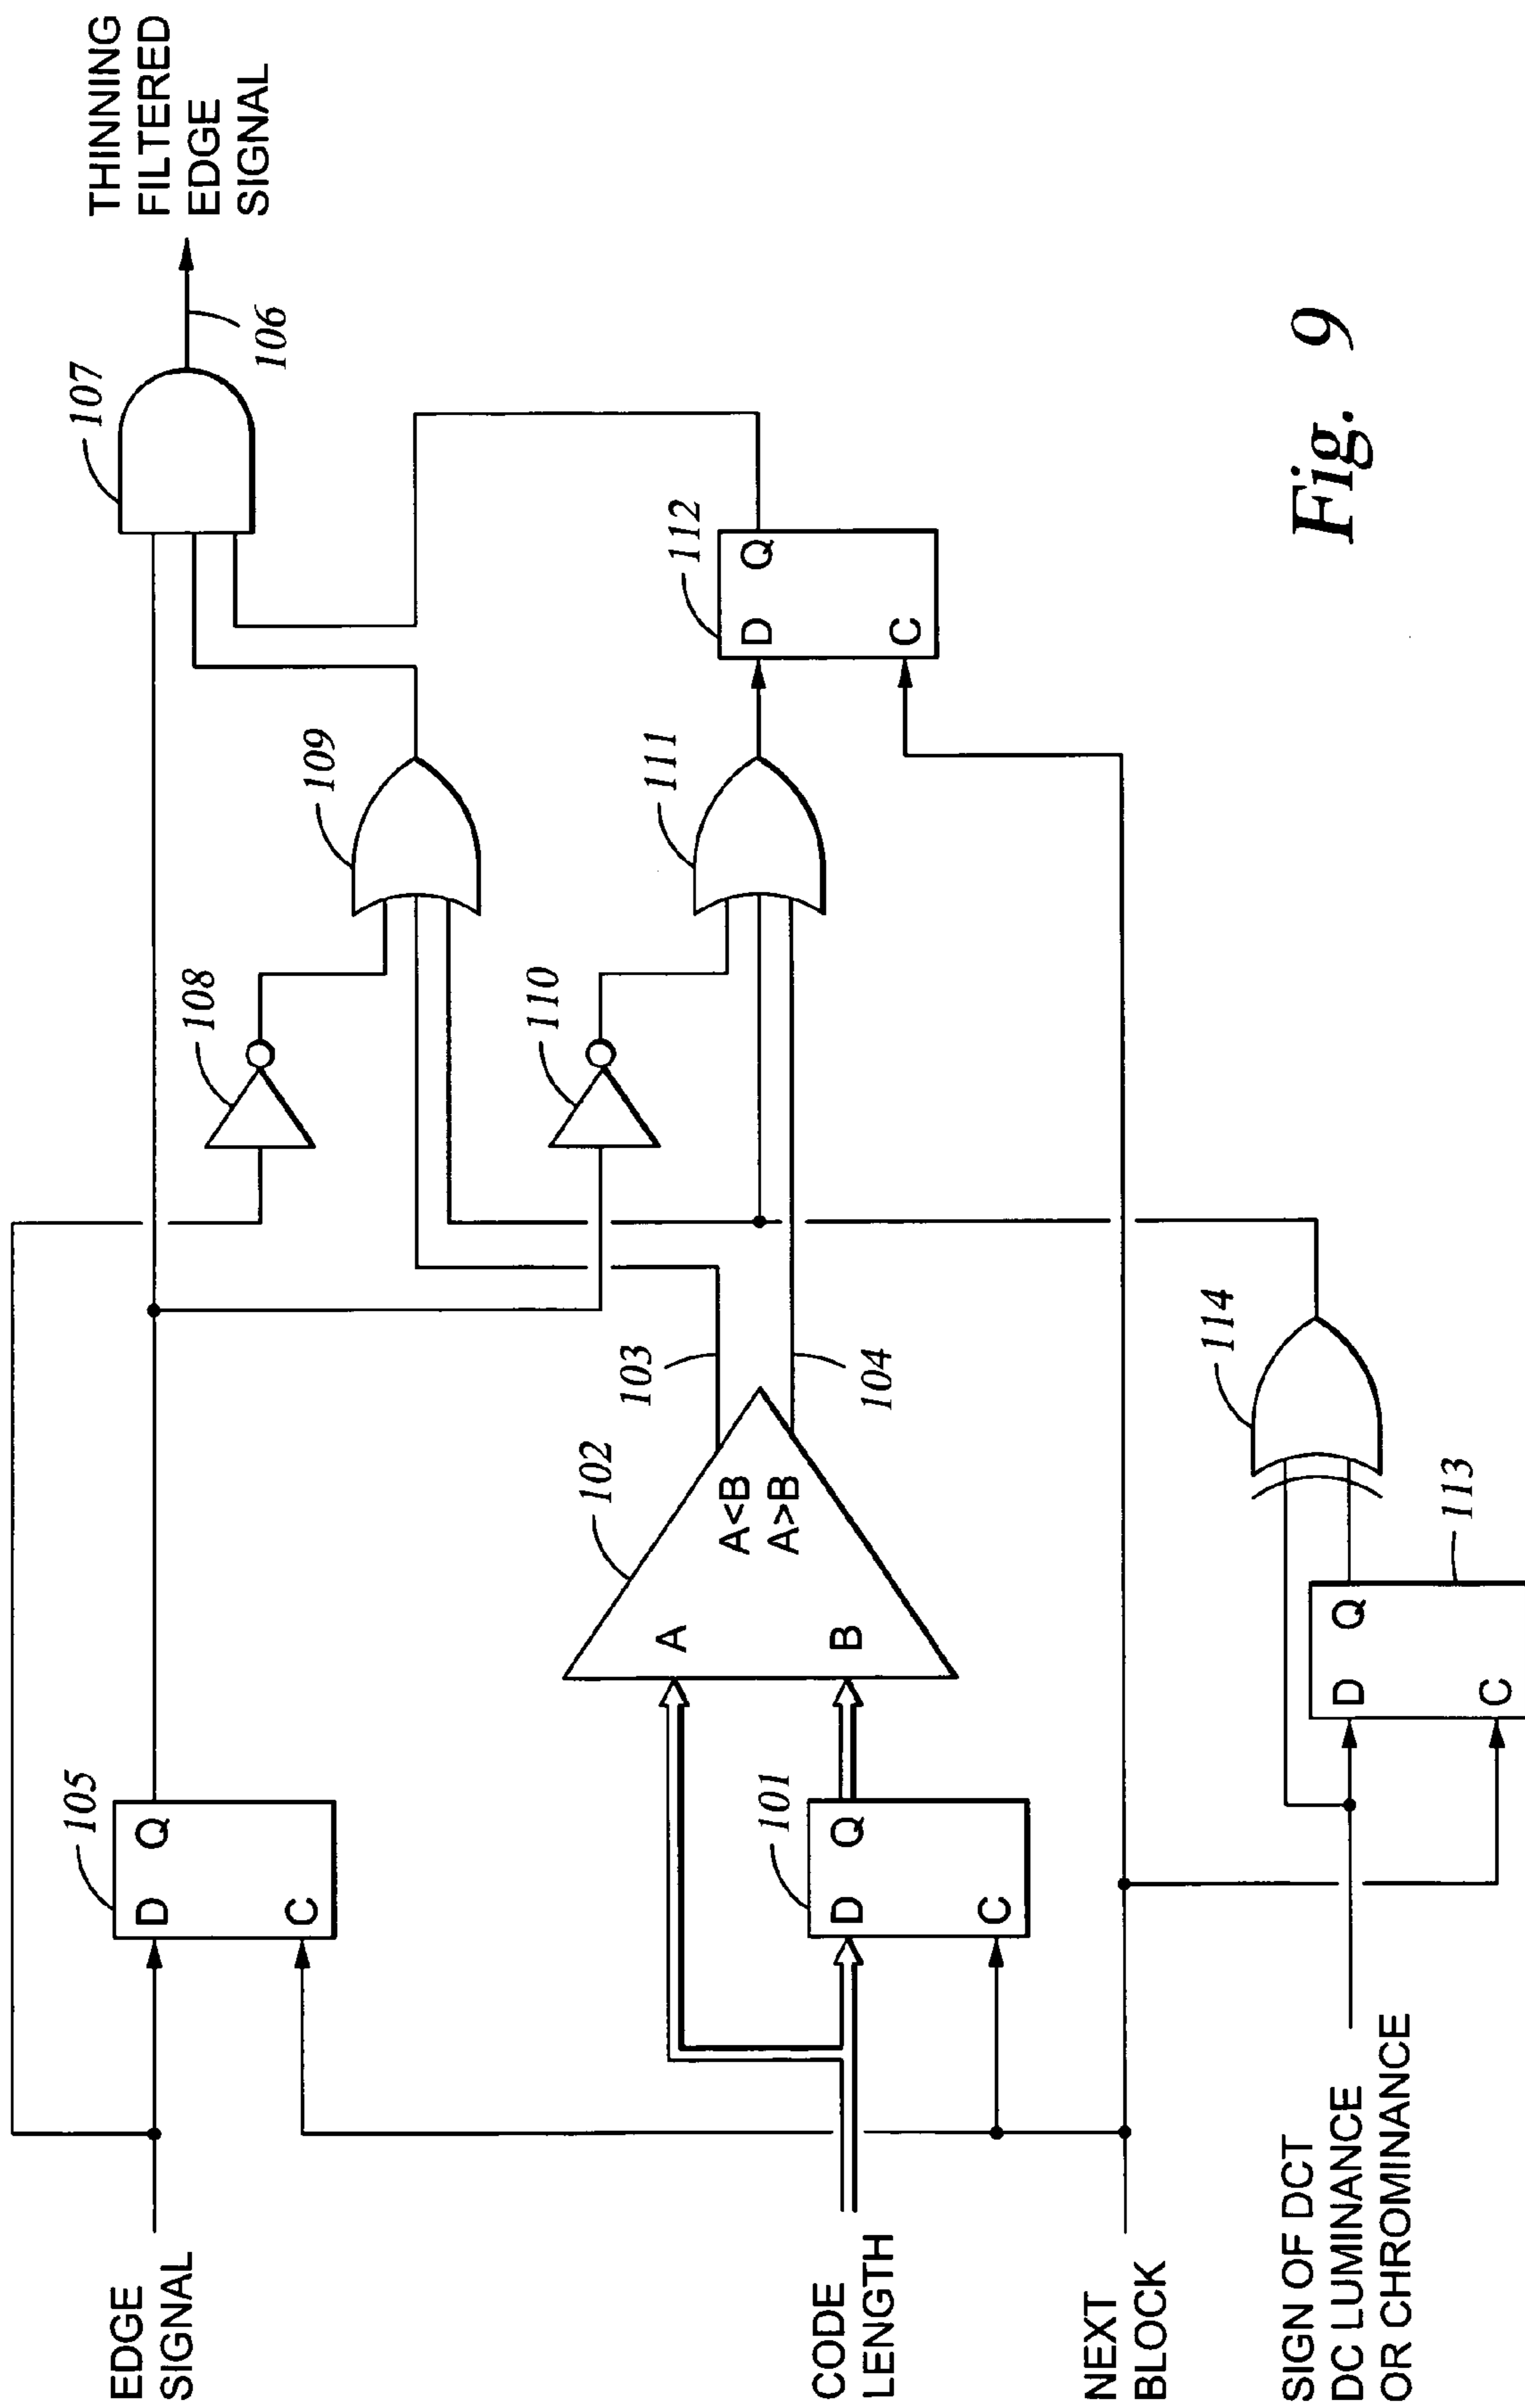 THINNING
FILTERED
EDGE
SIGNAL
107
106
108
109
112
D Q
C
105
D Q
C
110
111
103
102
A
B
A<B
A>B
104
101
D Q
C
114
113
D Q
C
EDGE
SIGNAL
CODE
LENGTH
NEXT
BLOCK
SIGN OF DCT
DC LUMINANCE
OR CHROMINANCE
Fig. 9